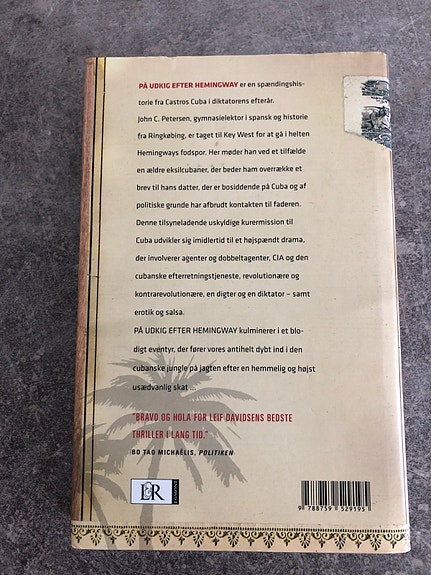 PÅ UDKIG EFTER HEMINGWAY er en spændingshis-
torie fra Castros Cuba i diktatorens efterår.
John C. Petersen, gymnasielektor i spansk og historie
fra Ringkøbing, er taget til Key West for at gå i helten
Hemingways fodspor. Her møder han ved et tilfælde
en ældre eksilcubaner, der beder ham overrække et
brev til hans datter, der er bosiddende på Cuba og af
politiske grunde har afbrudt kontakten til faderen.
Denne tilsyneladende uskyldige kurermission til
Cuba udvikler sig imidlertid til et højspændt drama,
der involverer agenter og dobbeltagenter, CIA og den
cubanske efterretningstjeneste, revolutionære og
kontrarevolutionære, en digter og en diktator – samt
erotik og salsa.
PÅ UDKIG EFTER HEMINGWAY kulminerer i et blo-
digt eventyr, der fører vores antihelt dybt ind i den
cubanske jungle på jagten efter en hemmelig og højst
usædvanlig skat ...
"BRAVO OG HOLA FOR LEIF DAVIDSENS BEDSTE
THRILLER I LANG TID."
BO TAO MICHAËLIS, POLITIKEN
L&R
EGMONT
9 788759 529195